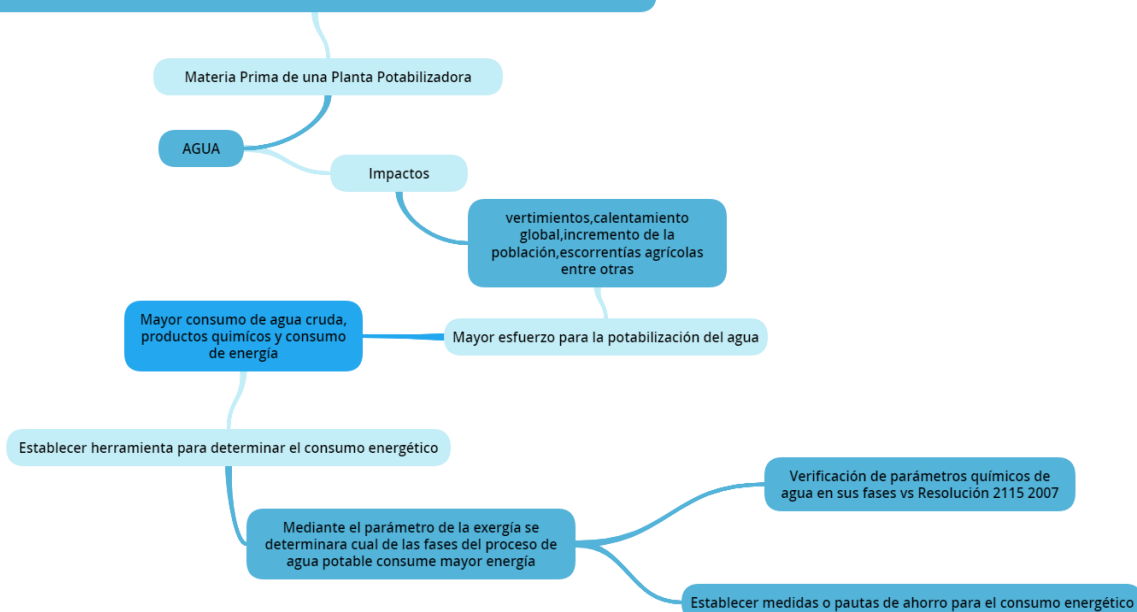 Materia Prima de una Planta Potabilizadora
AGUA
Impactos
vertimientos,calentamiento
global,incremento de la
población,escorrentías agrícolas
entre otras
Mayor consumo de agua cruda,
productos quimícos y consumo
de energía
Mayor esfuerzo para la potabilización del agua
Establecer herramienta para determinar el consumo energético
Verificación de parámetros químicos de
agua en sus fases vs Resolución 2115 2007
Mediante el parámetro de la exergía se
determinara cual de las fases del proceso de
agua potable consume mayor energía
Establecer medidas o pautas de ahorro para el consumo energético